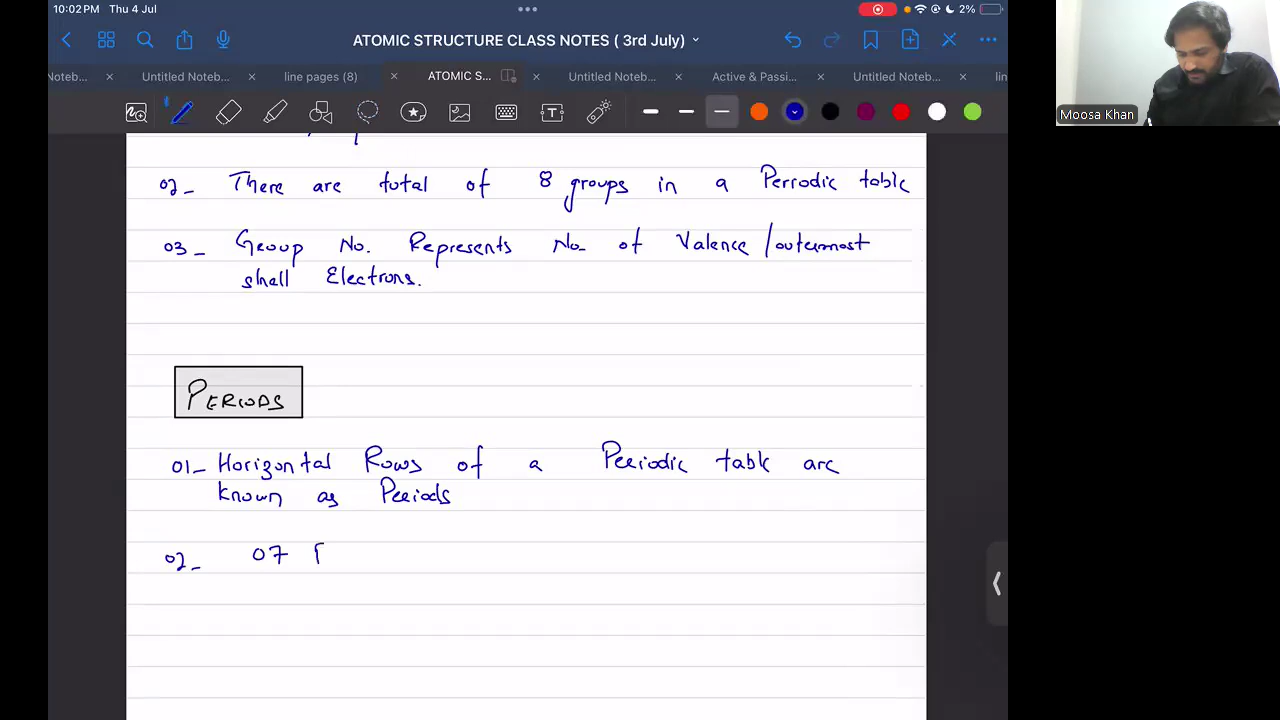 10:02 PM Thu 4 Jul
2%
ATOMIC STRUCTURE CLASS NOTES ( 3rd July)
Noteb...
Untitled Noteb...
line pages (8)
ATOMIC S...
Untitled Noteb...
Active & Passi...
Untitled Noteb...
lin
Moosa Khan
02_ There are total of 8 groups in a Perrodic table
03_ Group No. Represents No. of Valence/outermost
shell Electrons.
PERIODS
01_ Horizontal Rows of a Periodic table are
known as Periods
02_ 07